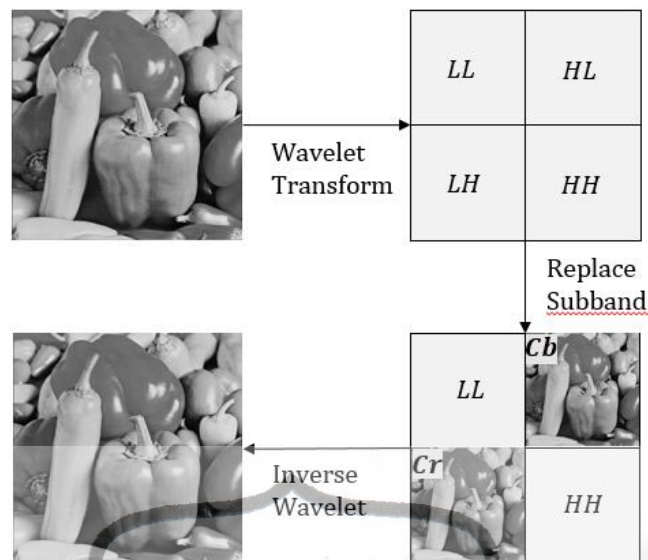 LL HL
Wavelet
Transform
LH HH
Replace
Subband
Cb
LL
Cr
Inverse
Wavelet
HH